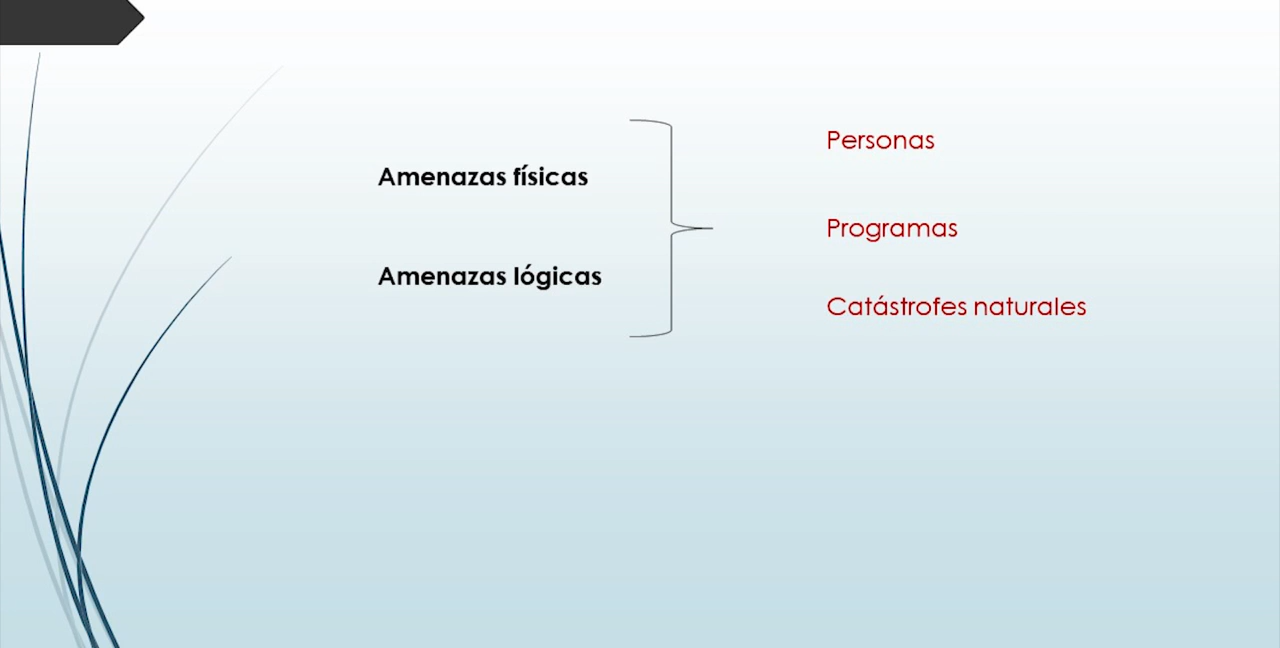 Amenazas físicas
Amenazas lógicas
Personas
Programas
Catástrofes naturales